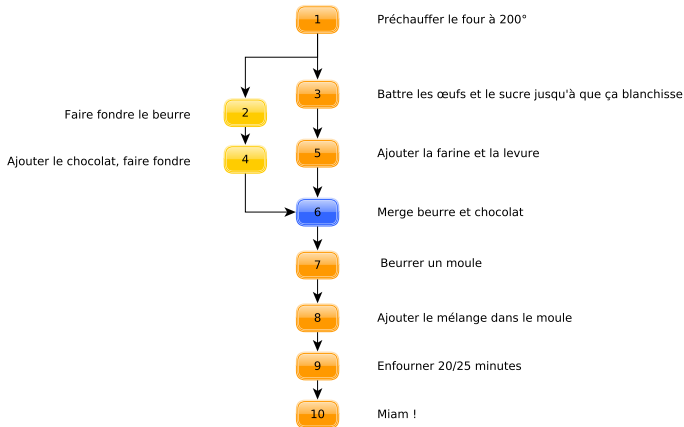 1 Préchauffer le four à 200°
3 Battre les œufs et le sucre jusqu'à que ça blanchisse
Faire fondre le beurre 2
5 Ajouter la farine et la levure
Ajouter le chocolat, faire fondre 4
6 Merge beurre et chocolat
7 Beurrer un moule
8 Ajouter le mélange dans le moule
9 Enfourner 20/25 minutes
10 Miam !